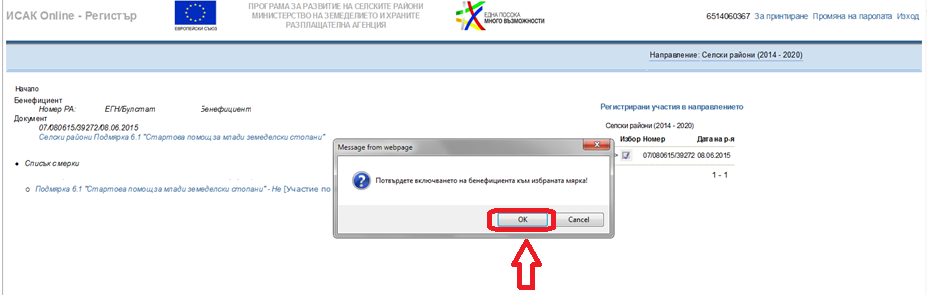 ИСАК Online - Регистър
ЕВРОПЕЙСКИ СЪЮЗ
ПРОГРАМА ЗА РАЗВИТИЕ НА СЕЛСКИТЕ РАЙОНИ
МИНИСТЕРСТВО НА ЗЕМЕДЕЛИЕТО И ХРАНИТЕ
РАЗПЛАЩАТЕЛНА АГЕНЦИЯ
ЕДНА ПОСОКА
МНОГО ВЪЗМОЖНОСТИ
6514060367 За принтиране Промяна на паролата Изход
Направление: Селски райони (2014 - 2020)
Начало
Бенефициент
Номер РА: ЕГН/Булстат Бенефициент
Документ
07/080615/39272/08.06.2015
Селски райони Подмярка 6.1 "Стартова помощ за млади земеделски стопани"
Списък с мерки
Подмярка 6.1 "Стартова помощ за млади земеделски стопани" - Не [Участие по
Регистрирани участия в направлението
Селски райони (2014 - 2020)
Избор Номер Дата на р-я
> 07/080615/39272 08.06.2015
1 - 1
Message from webpage
Потвърдете включването на бенефициента към избраната мярка!
OK Cancel